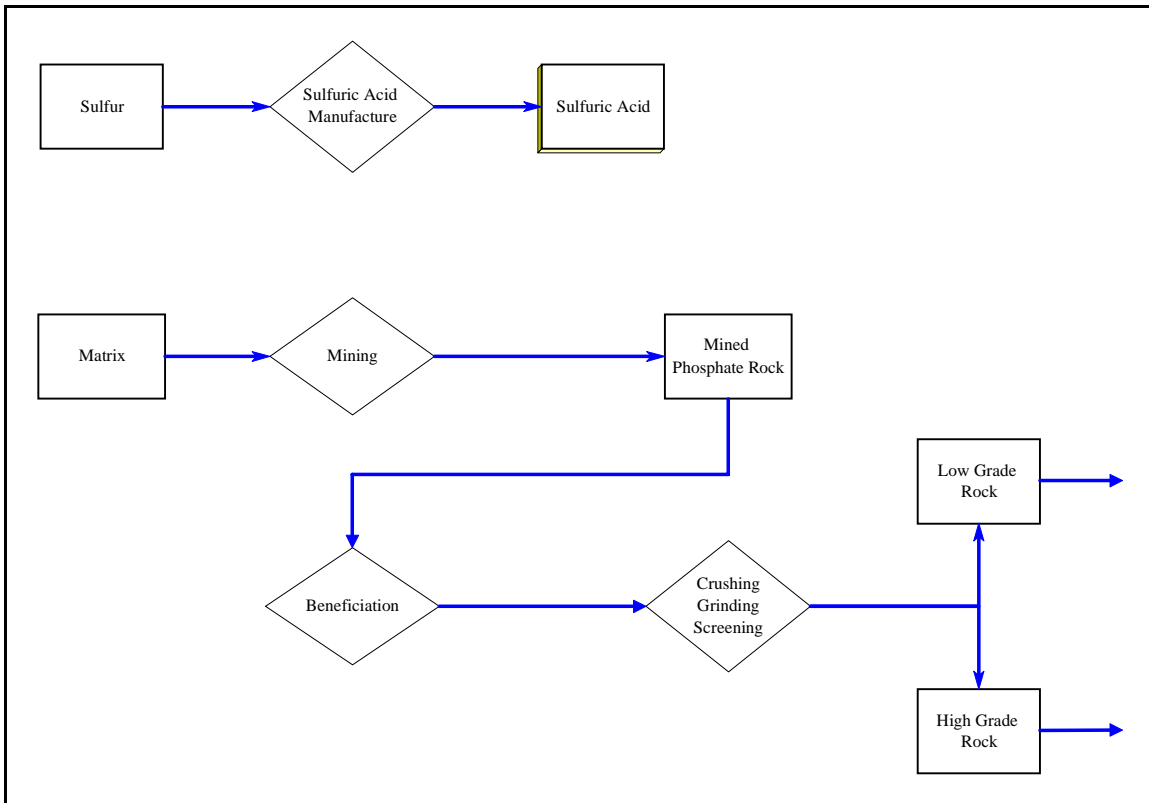 Sulfur
Sulfuric Acid
Manufacture
Sulfuric Acid
Matrix
Mining
Mined
Phosphate Rock
Low Grade
Rock
Beneficiation
Crushing
Grinding
Screening
High Grade
Rock